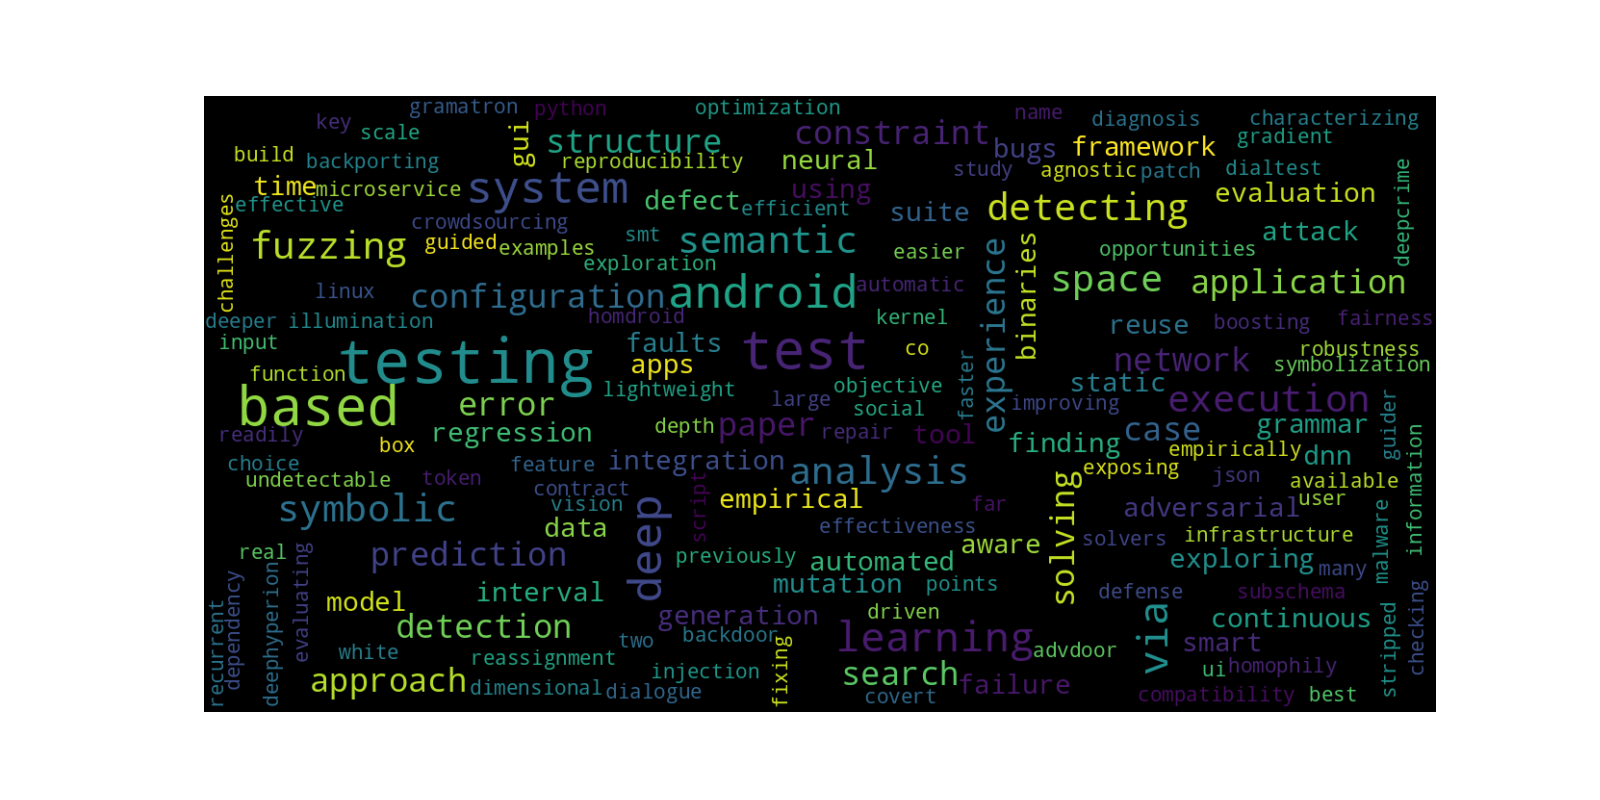 gramatron
python
optimization
name
key
scale
gui
structure
constraint
bugs
diagnosis
characterizing
gradient
build
backporting
reproducibility
neural
framework
study
agnostic
patch
dialtest
time
microservice
system
defect
using
suite
detecting
evaluation
deepcrime
challenges
effective
crowdsourcing
efficient
fuzzing
guided
examples
smt
semantic
easier
experience
binaries
opportunities
attack
exploration
linux
configuration
android
automatic
space
application
deeper
illumination
homdroid
kernel
reuse
boosting
fairness
input
testing
faults
test
co
network
robustness
symbolization
function
apps
lightweight
objective
faster
static
based
error
large
social
improving
execution
guider
readily
regression
depth
paper
repair
tool
finding
case
grammar
information
box
choice
feature
integration
analysis
exposing
empirically
dnn
undetectable
token
contract
vision
script
solving
json
available
user
symbolic
deep
data
empirical
far
adversarial
malware
effectiveness
aware
solvers
infrastructure
real
evaluating
prediction
previously
automated
exploring
many
recurrent
dependency
deephyperion
model
interval
mutation
points
defense
subschema
checking
detection
generation
driven
via
continuous
stripped
two
backdoor
learning
advdoor
smart
white
reassignment
injection
fixing
search
failure
ui
homophily
approach
dimensional
dialogue
covert
compatibility
best